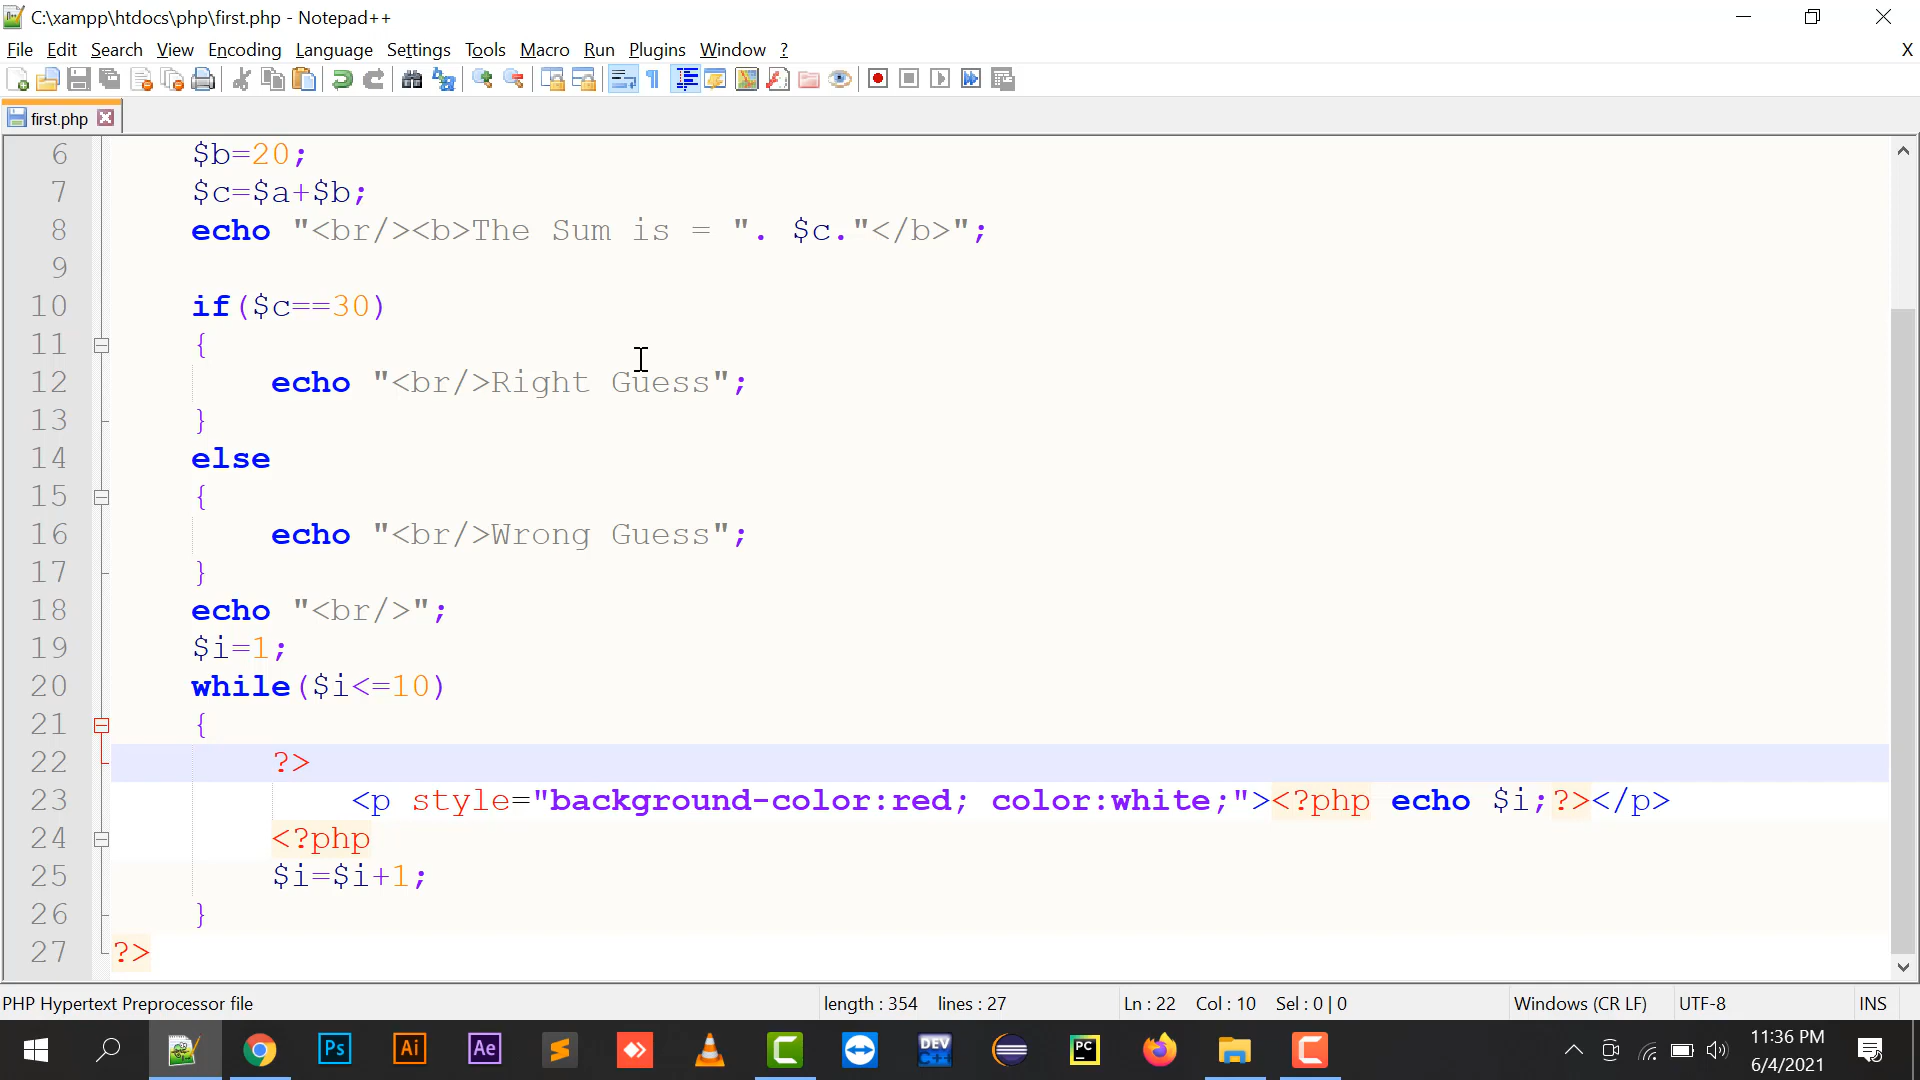 C:\xampp\htdocs\php\first.php - Notepad++
File Edit Search View Encoding Language Settings Tools Macro Run Plugins Window ? X
first.php
6 $b=20;
7 $c=$a+$b;
8 echo "<br/><b>The Sum is = ". $c."</b>";
9
10 if($c==30)
11 {
12 echo "<br/>Right Guess";
13 }
14 else
15 {
16 echo "<br/>Wrong Guess";
17 }
18 echo "<br/>";
19 $i=1;
20 while($i<=10)
21 {
22 ?>
23 <p style="background-color:red; color:white;"><?php echo $i;?></p>
24 <?php
25 $i=$i+1;
26 }
27 ?>
PHP Hypertext Preprocessor file length : 354 lines : 27 Ln : 22 Col : 10 Sel : 0 | 0 Windows (CR LF) UTF-8 INS
Ps Ai Ae DEV C++ PC
11:36 PM
6/4/2021